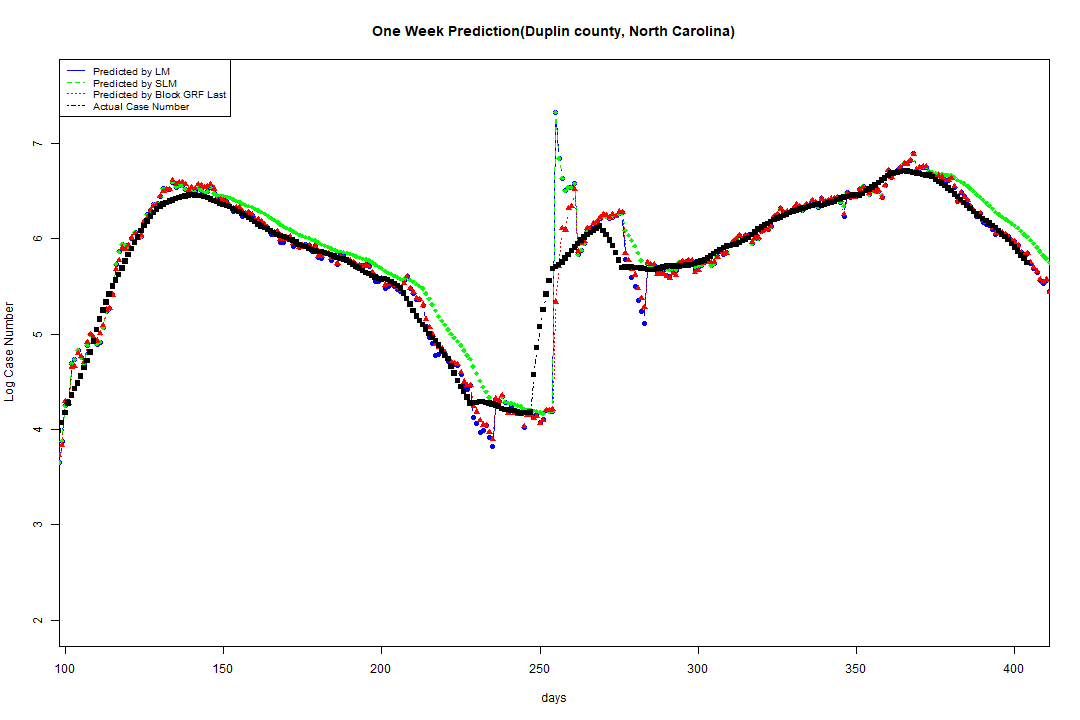 One Week Prediction(Duplin county, North Carolina)
Predicted by LM
Predicted by SLM
Predicted by Block GRF Last
Actual Case Number
Log Case Number
7
6
5
4
3
2
100 150 200 250 300 350 400
days